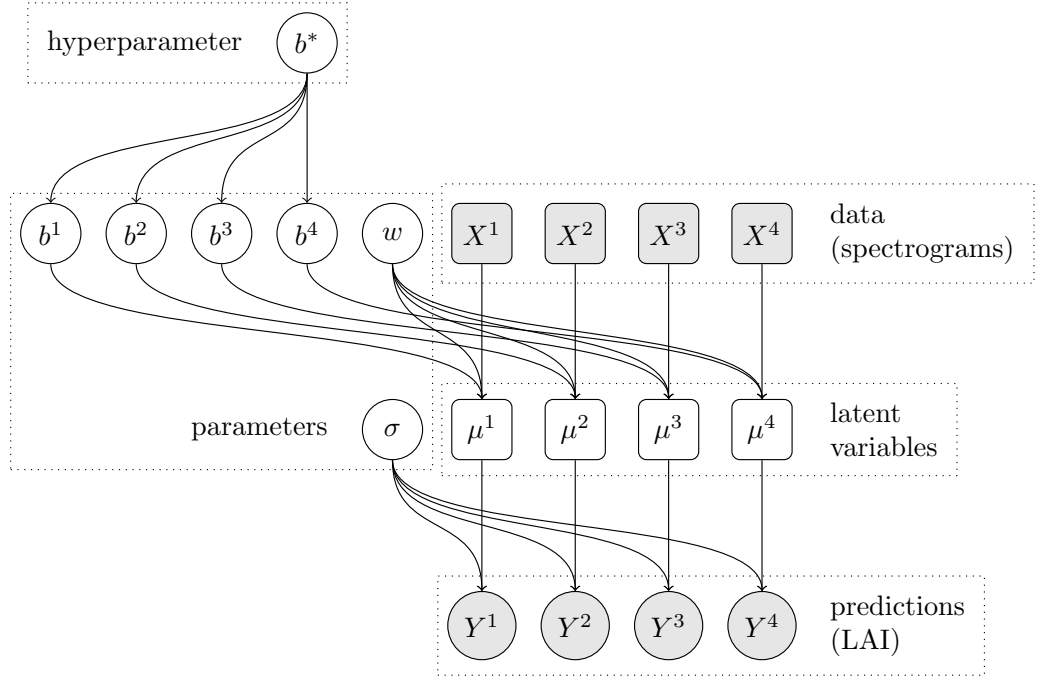 hyperparameter b*
b¹ b² b³ b⁴ w X¹ X² X³ X⁴ data
(spectrograms)
parameters σ μ¹ μ² μ³ μ⁴ latent
variables
Y¹ Y² Y³ Y⁴ predictions
(LAI)